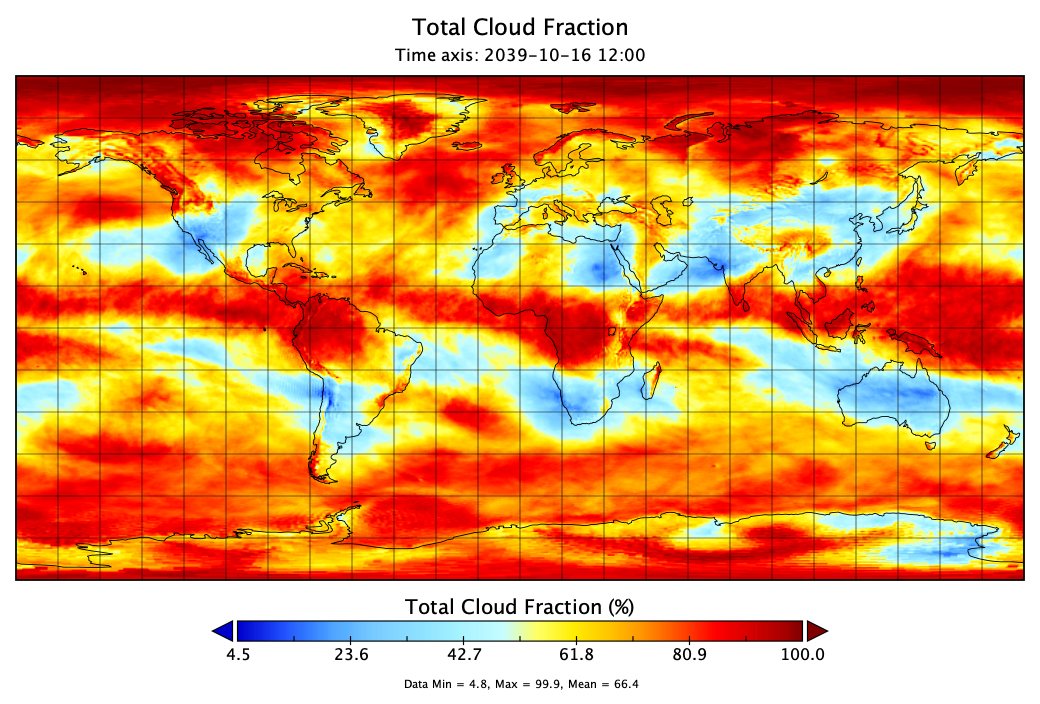 Total Cloud Fraction
Time axis: 2039-10-16 12:00
Total Cloud Fraction (%)
4.5 23.6 42.7 61.8 80.9 100.0
Data Min = 4.8, Max = 99.9, Mean = 66.4